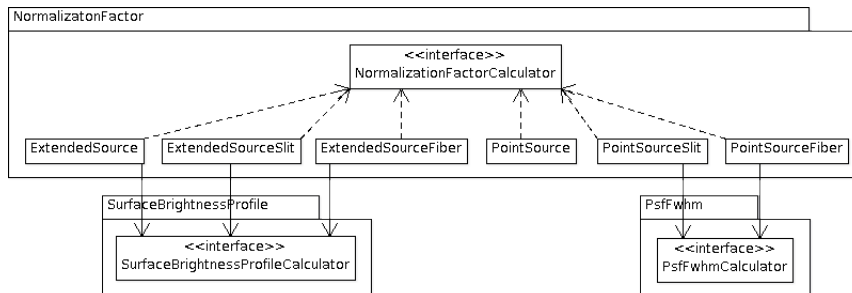 NormalizatonFactor
<<interface>>
NormalizationFactorCalculator
ExtendedSource
ExtendedSourceSlit
ExtendedSourceFiber
PointSource
PointSourceSlit
PointSourceFiber
SurfaceBrightnessProfile
PsfFwhm
<<interface>>
SurfaceBrightnessProfileCalculator
<<interface>>
PsfFwhmCalculator